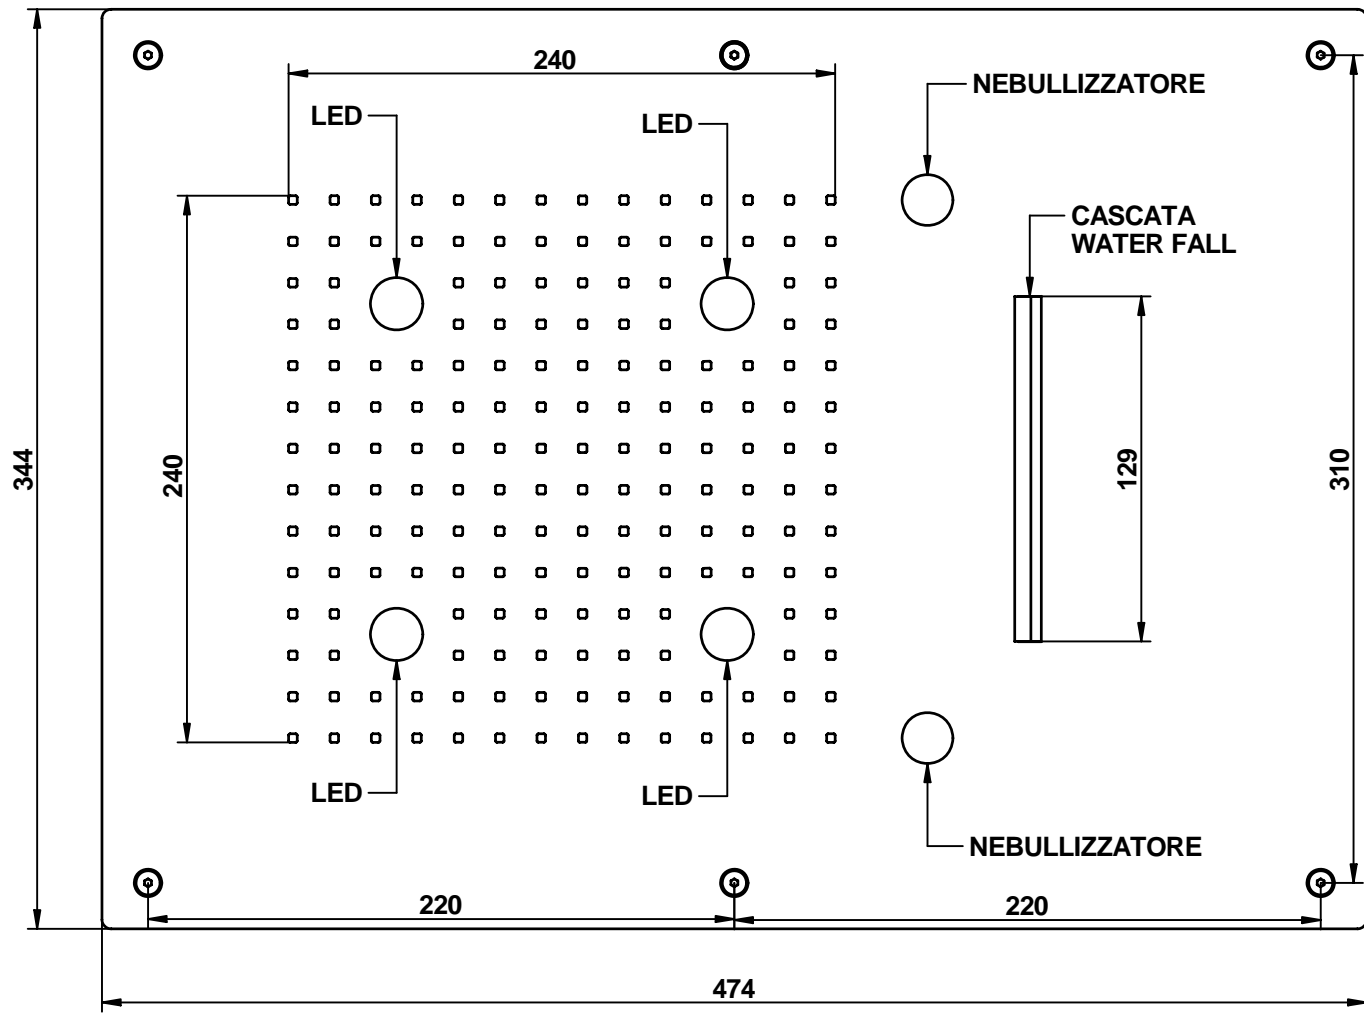 240
NEBULLIZZATORE
LED
LED
CASCATA
WATER FALL
344
240
129
310
LED
LED
NEBULLIZZATORE
220
220
474